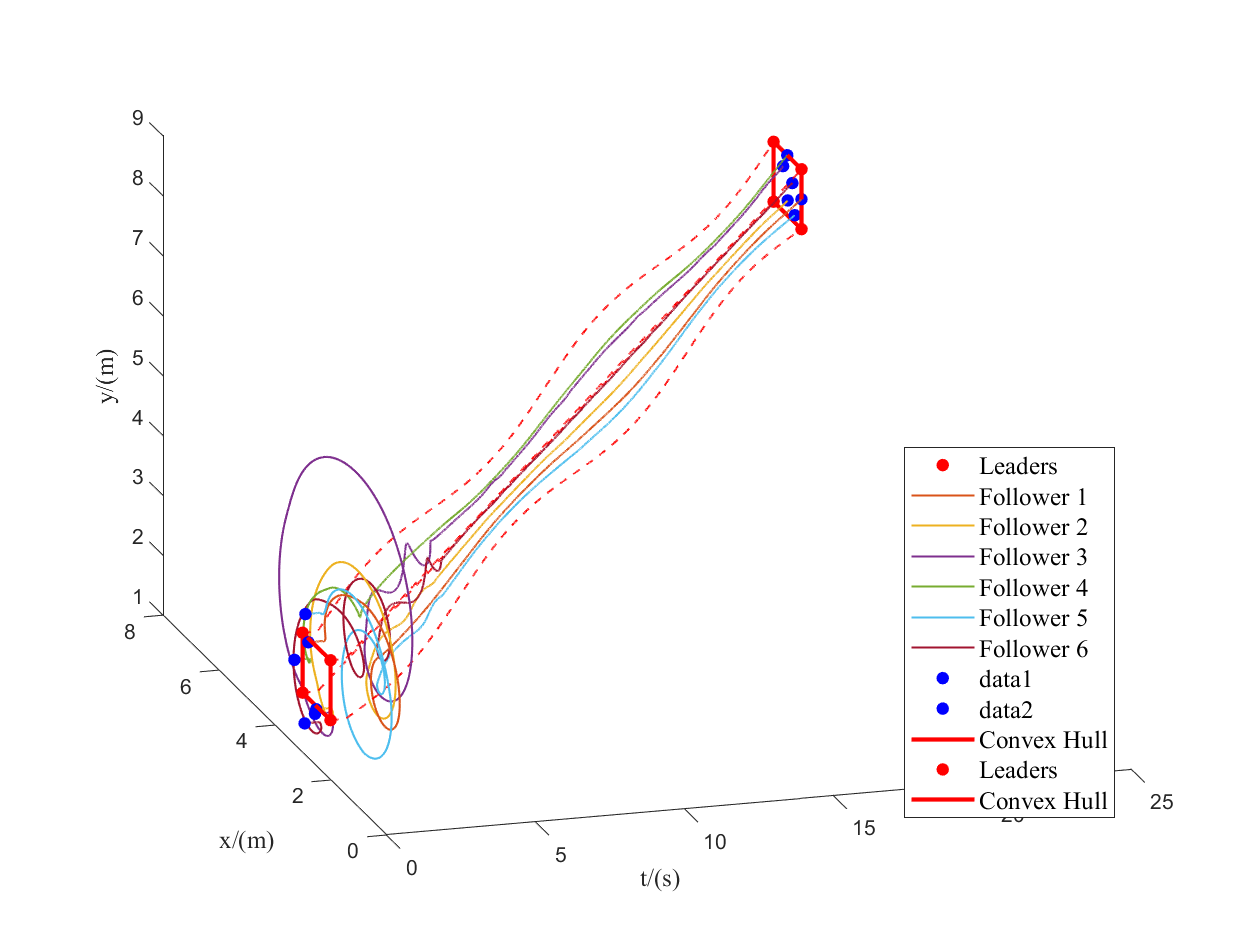 9
8
7
6
5
4
3
2
1
y/(m)
8
6
4
2
0
x/(m)
0
5
10
15
25
t/(s)
Leaders
Follower 1
Follower 2
Follower 3
Follower 4
Follower 5
Follower 6
data1
data2
Convex Hull
Leaders
Convex Hull